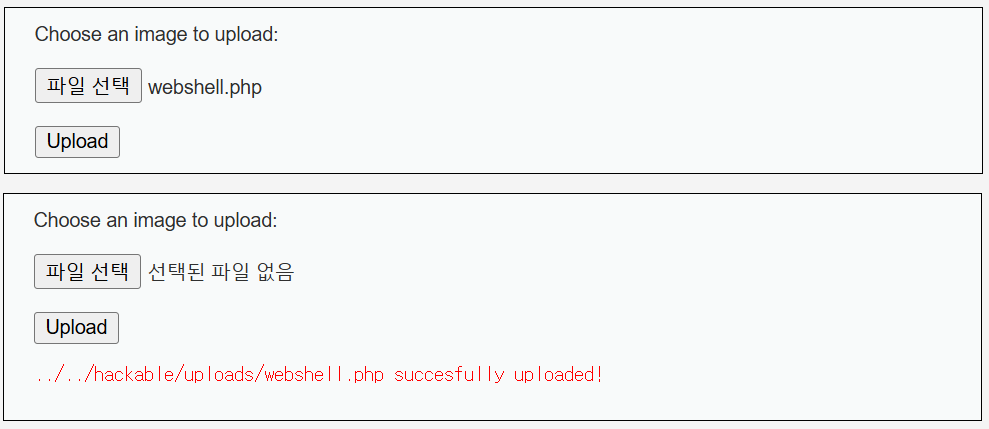 Choose an image to upload:
파일 선택 webshell.php
Upload
Choose an image to upload:
파일 선택 선택된 파일 없음
Upload
../../hackable/uploads/webshell.php succesfully uploaded!